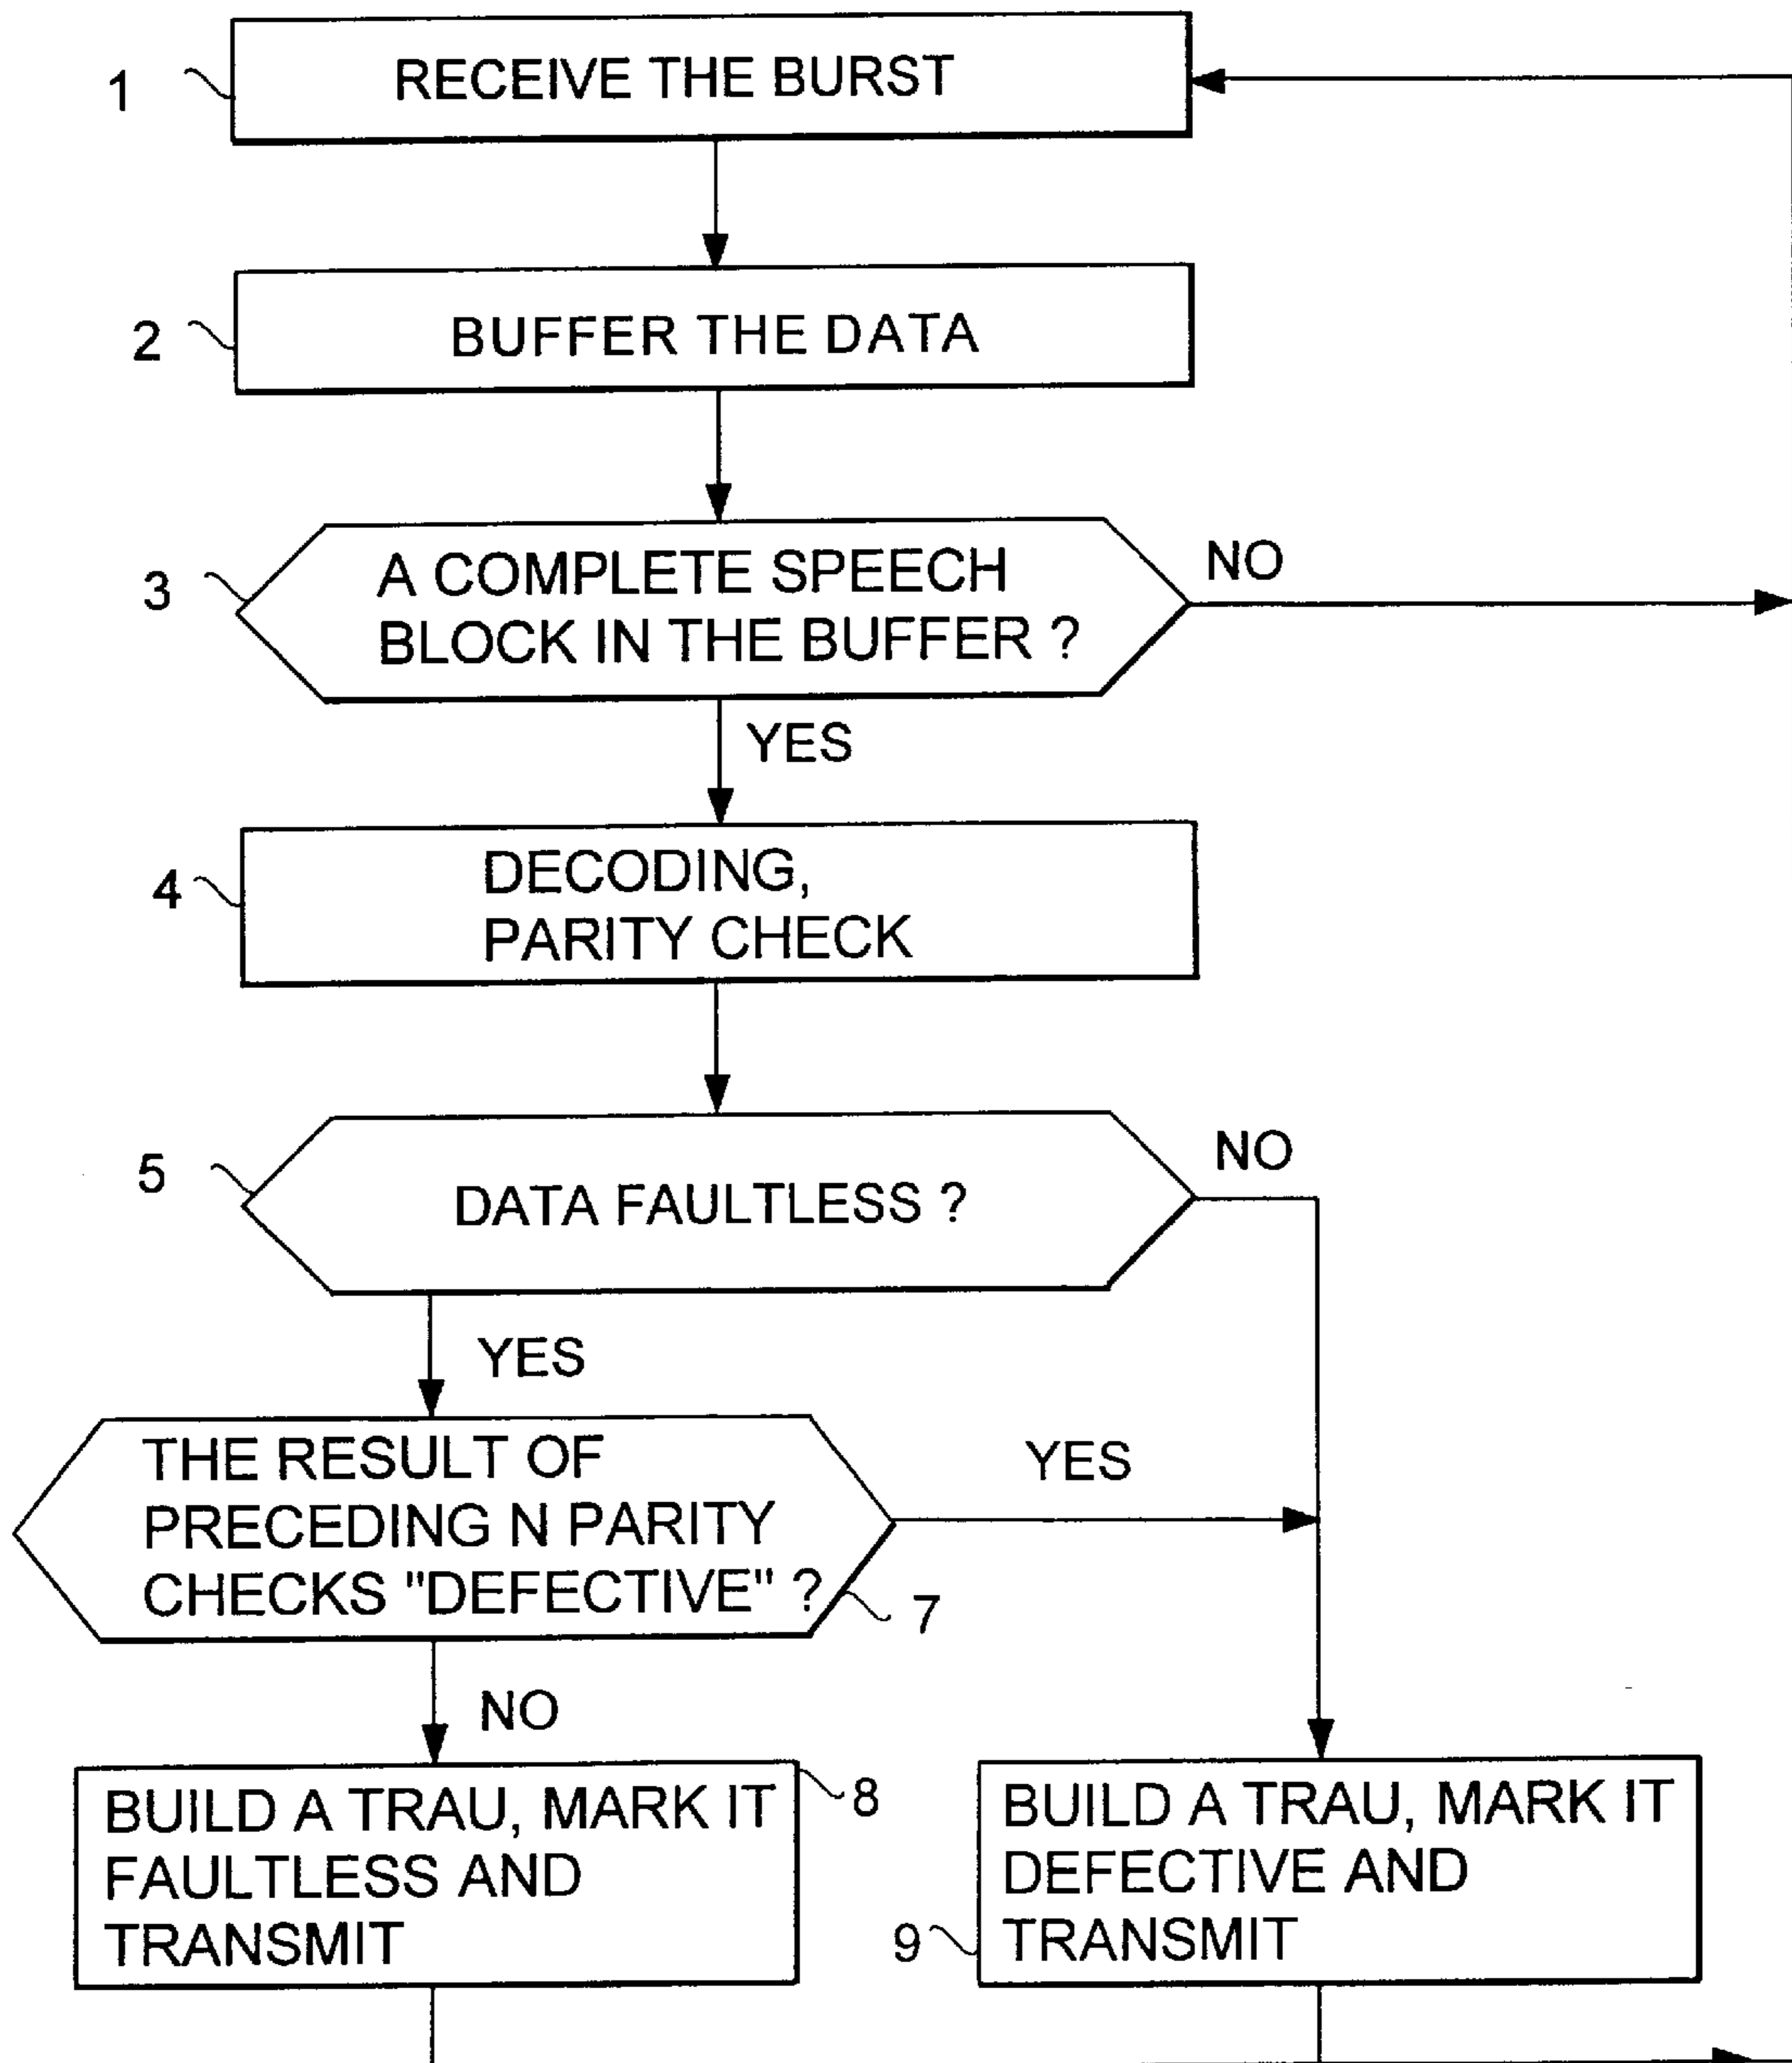 1
RECEIVE THE BURST
2
BUFFER THE DATA
3
A COMPLETE SPEECH
BLOCK IN THE BUFFER ?
NO
YES
4
DECODING,
PARITY CHECK
5
DATA FAULTLESS ?
NO
YES
THE RESULT OF
PRECEDING N PARITY
CHECKS "DEFECTIVE" ?
7
YES
NO
BUILD A TRAU, MARK IT
FAULTLESS AND
TRANSMIT
8
BUILD A TRAU, MARK IT
DEFECTIVE AND
TRANSMIT
9